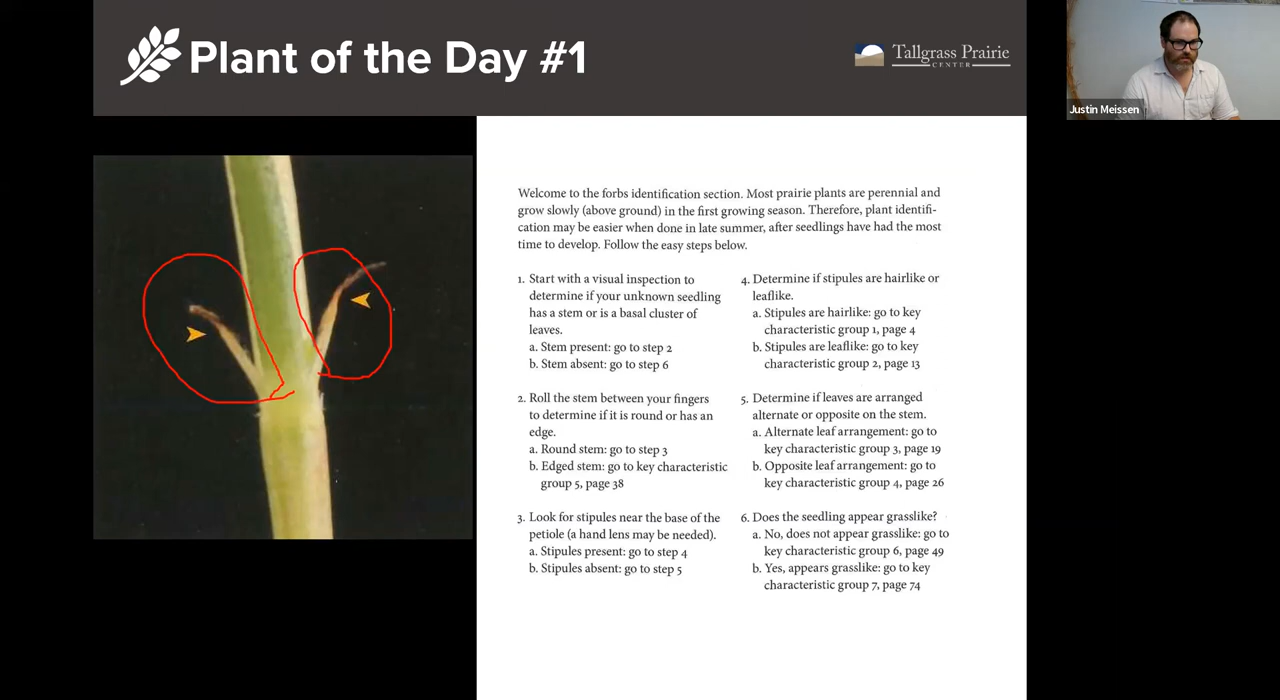 Plant of the Day #1
Tallgrass Prairie
CENTER
Justin Meissen
Welcome to the forbs identification section. Most prairie plants are perennial and
grow slowly (above ground) in the first growing season. Therefore, plant identifi-
cation may be easier when done in late summer, after seedlings have had the most
time to develop. Follow the easy steps below.
1. Start with a visual inspection to
determine if your unknown seedling
has a stem or is a basal cluster of
leaves.
a. Stem present: go to step 2
b. Stem absent: go to step 6
2. Roll the stem between your fingers
to determine if it is round or has an
edge.
a. Round stem: go to step 3
b. Edged stem: go to key characteristic
group 5, page 38
3. Look for stipules near the base of the
petiole (a hand lens may be needed).
a. Stipules present: go to step 4
b. Stipules absent: go to step 5
4. Determine if stipules are hairlike or
leaflike.
a. Stipules are hairlike: go to key
characteristic group 1, page 4
b. Stipules are leaflike: go to key
characteristic group 2, page 13
5. Determine if leaves are arranged
alternate or opposite on the stem.
a. Alternate leaf arrangement: go to
key characteristic group 3, page 19
b. Opposite leaf arrangement: go to
key characteristic group 4, page 26
6. Does the seedling appear grasslike?
a. No, does not appear grasslike: go to
key characteristic group 6, page 49
b. Yes, appears grasslike: go to key
characteristic group 7, page 74